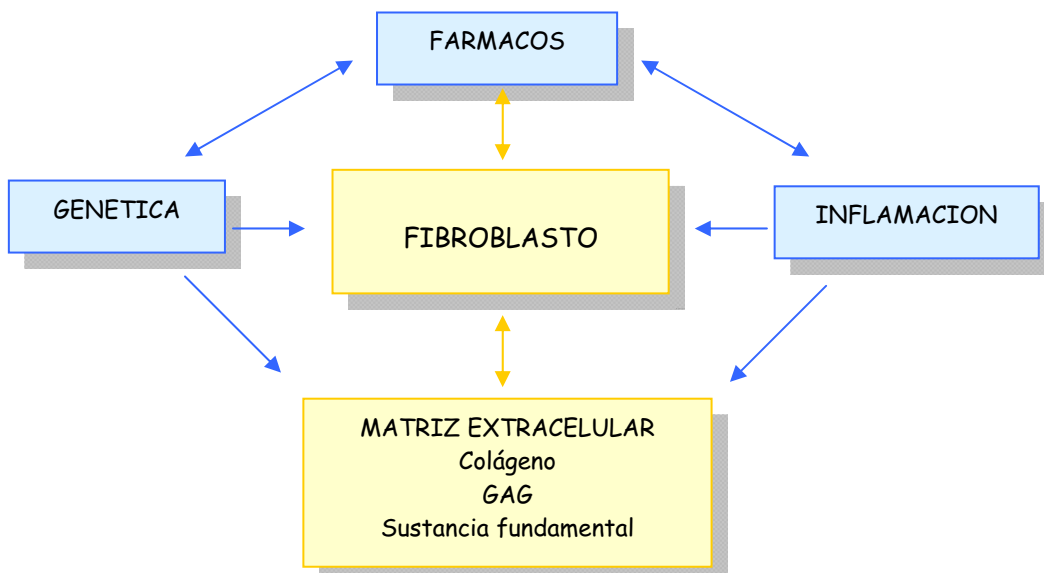 FARMACOS
GENETICA
FIBROBLASTO
INFLAMACION
MATRIZ EXTRACELULAR
Colágeno
GAG
Sustancia fundamental